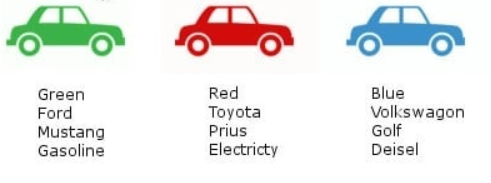 Green
Ford
Mustang
Gasoline
Red
Toyota
Prius
Electricty
Blue
Volkswagon
Golf
Deisel